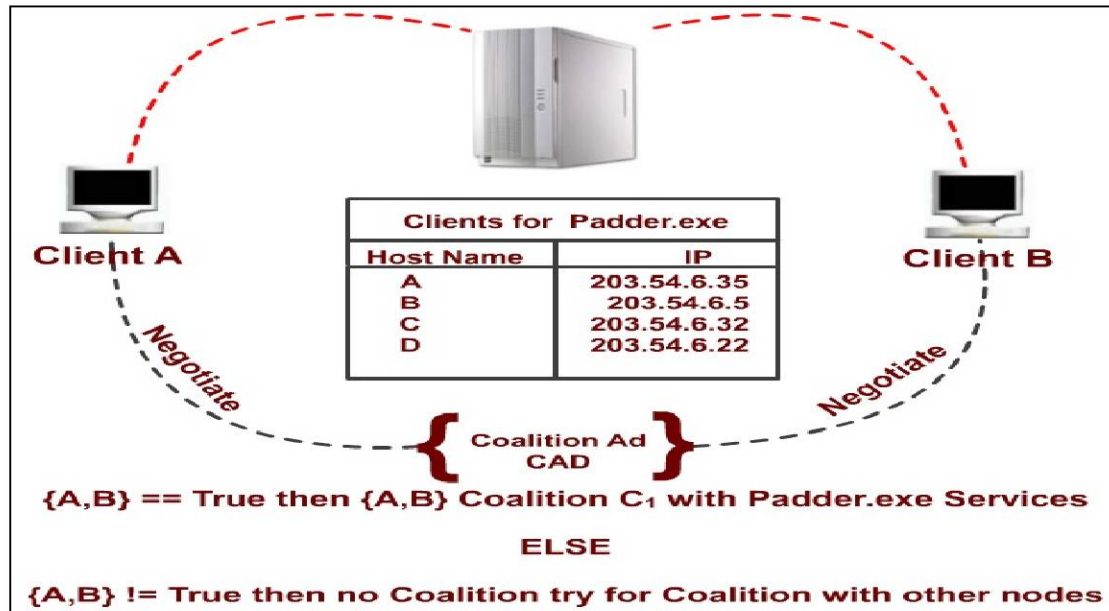 Client A
Client B
Clients for Padder.exe
Host Name IP
A 203.54.6.35
B 203.54.6.5
C 203.54.6.32
D 203.54.6.22
Negotiate
Negotiate
{ Coalition Ad }
CAD
{A,B} == True then {A,B} Coalition C₁ with Padder.exe Services
ELSE
{A,B} != True then no Coalition try for Coalition with other nodes